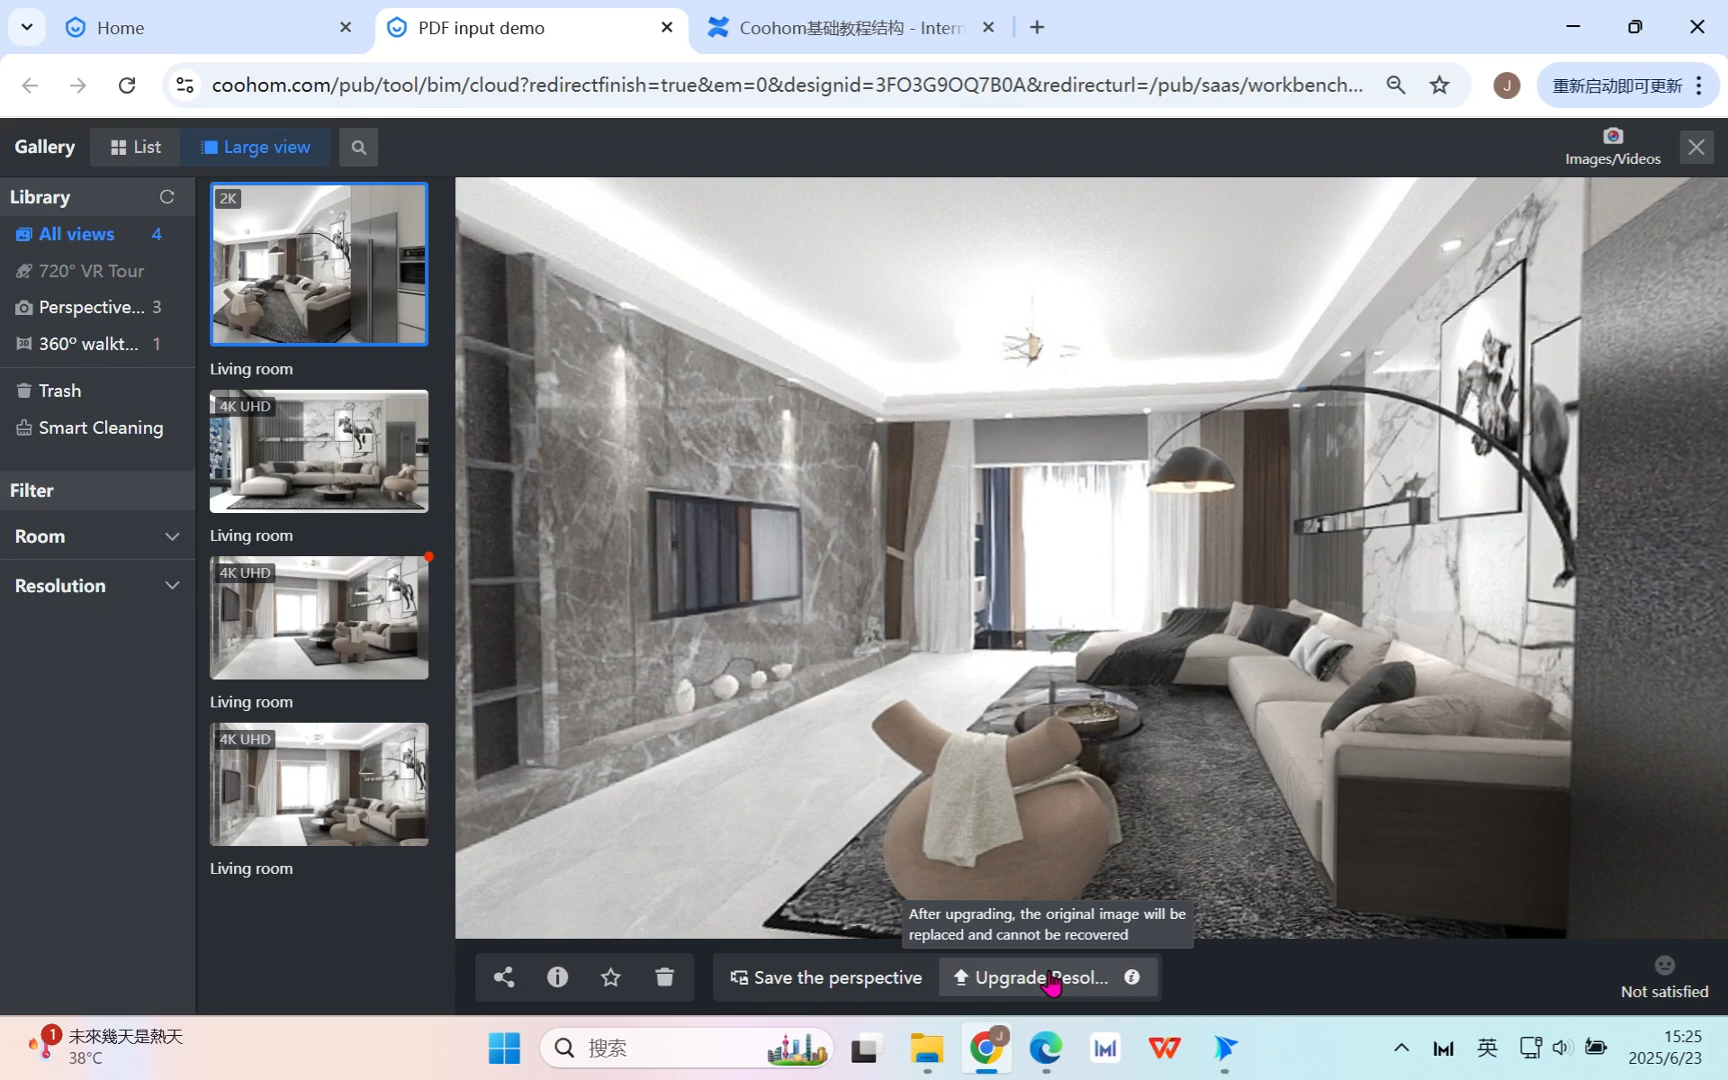 Home
PDF input demo
Coohom基础教程结构 - Intern
coohom.com/pub/tool/bim/cloud?redirectfinish=true&em=0&designid=3FO3G9OQ7B0A&redirecturl=/pub/saas/workbench...
J
重新启动即可更新
Gallery
List
Large view
Images/Videos
Library
All views 4
720° VR Tour
Perspective... 3
360º walkt... 1
Trash
Smart Cleaning
Filter
Room
Resolution
2K
Living room
4K UHD
Living room
4K UHD
Living room
4K UHD
Living room
After upgrading, the original image will be
replaced and cannot be recovered
Save the perspective
Upgrade Resol...
Not satisfied
1
未來幾天是熱天
38°C
搜索
J
英
15:25
2025/6/23